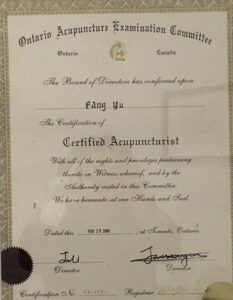 Ontario Acupuncture Examination Committee
Ontario Canada
The Board of Directors has conferred upon
Fang Yu
The Certification of
Certified Acupuncturist
With all of the rights and privileges pertaining
thereto in Witness whereof, and by the
Authority vested in this Committee.
We have hereunto set our Hands and Seal.
Dated this FEB , at Toronto, Ontario
Director Director
Certification No. Registrar